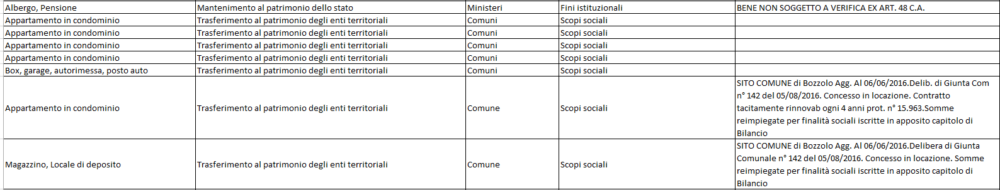 Albergo, Pensione Mantenimento al patrimonio dello stato Ministeri Fini istituzionali BENE NON SOGGETTO A VERIFICA EX ART. 48 C.A.
Appartamento in condominio Trasferimento al patrimonio degli enti territoriali Comuni Scopi sociali
Appartamento in condominio Trasferimento al patrimonio degli enti territoriali Comuni Scopi sociali
Appartamento in condominio Trasferimento al patrimonio degli enti territoriali Comuni Scopi sociali
Appartamento in condominio Trasferimento al patrimonio degli enti territoriali Comuni Scopi sociali
Box, garage, autorimessa, posto auto Trasferimento al patrimonio degli enti territoriali Comuni Scopi sociali
Appartamento in condominio Trasferimento al patrimonio degli enti territoriali Comune Scopi sociali
SITO COMUNE di Bozzolo Agg. Al 06/06/2016.Delib. di Giunta Com
n° 142 del 05/08/2016. Concesso in locazione. Contratto
tacitamente rinnovab ogni 4 anni prot. n° 15.963.Somme
reimpiegate per finalità sociali iscritte in apposito capitolo di
Bilancio
Magazzino, Locale di deposito Trasferimento al patrimonio degli enti territoriali Comune Scopi sociali
SITO COMUNE di Bozzolo Agg. Al 06/06/2016.Delibera di Giunta
Comunale n° 142 del 05/08/2016. Concesso in locazione. Somme
reimpiegate per finalità sociali iscritte in apposito capitolo di
Bilancio